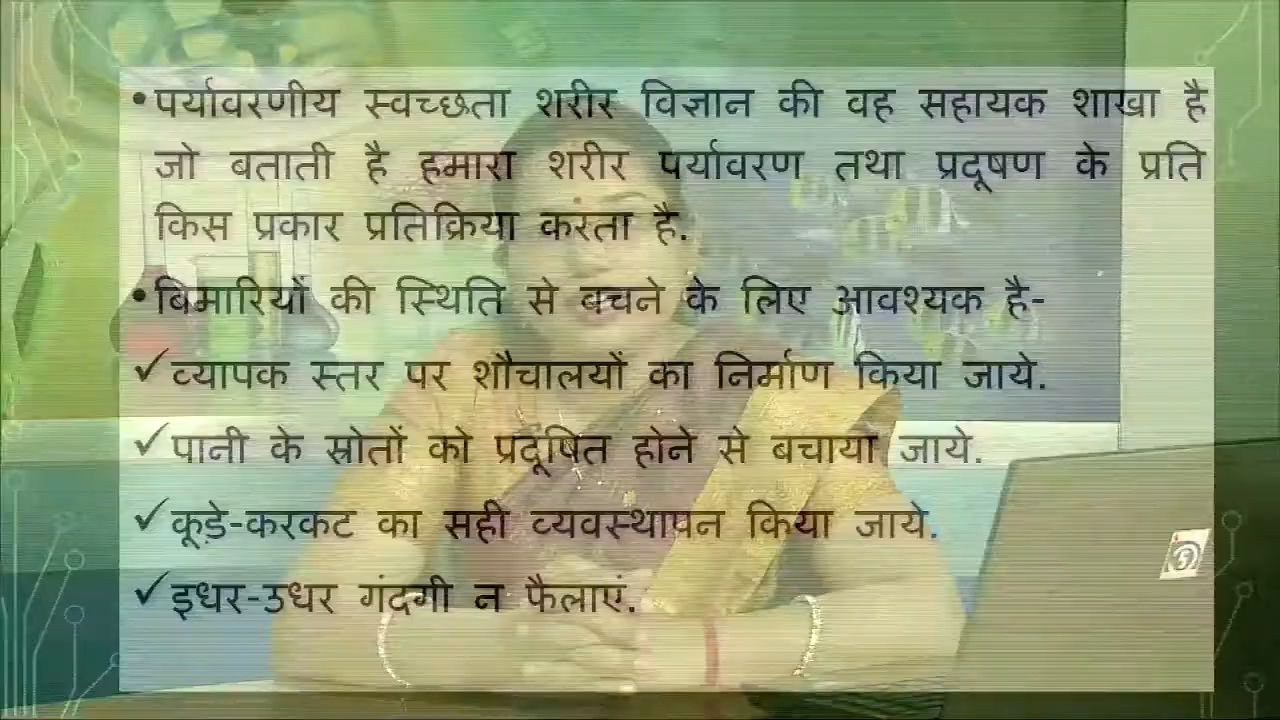 •पर्यावरणीय स्वच्छता शरीर विज्ञान की वह सहायक शाखा है
जो बताती है हमारा शरीर पर्यावरण तथा प्रदूषण के प्रति
किस प्रकार प्रतिक्रिया करता है.
•बिमारियों की स्थिति से बचने के लिए आवश्यक है-
✓व्यापक स्तर पर शौचालयों का निर्माण किया जाये.
✓पानी के स्रोतों को प्रदूषित होने से बचाया जाये.
✓कूड़े-करकट का सही व्यवस्थापन किया जाये.
✓इधर-उधर गंदगी न फैलाएं.